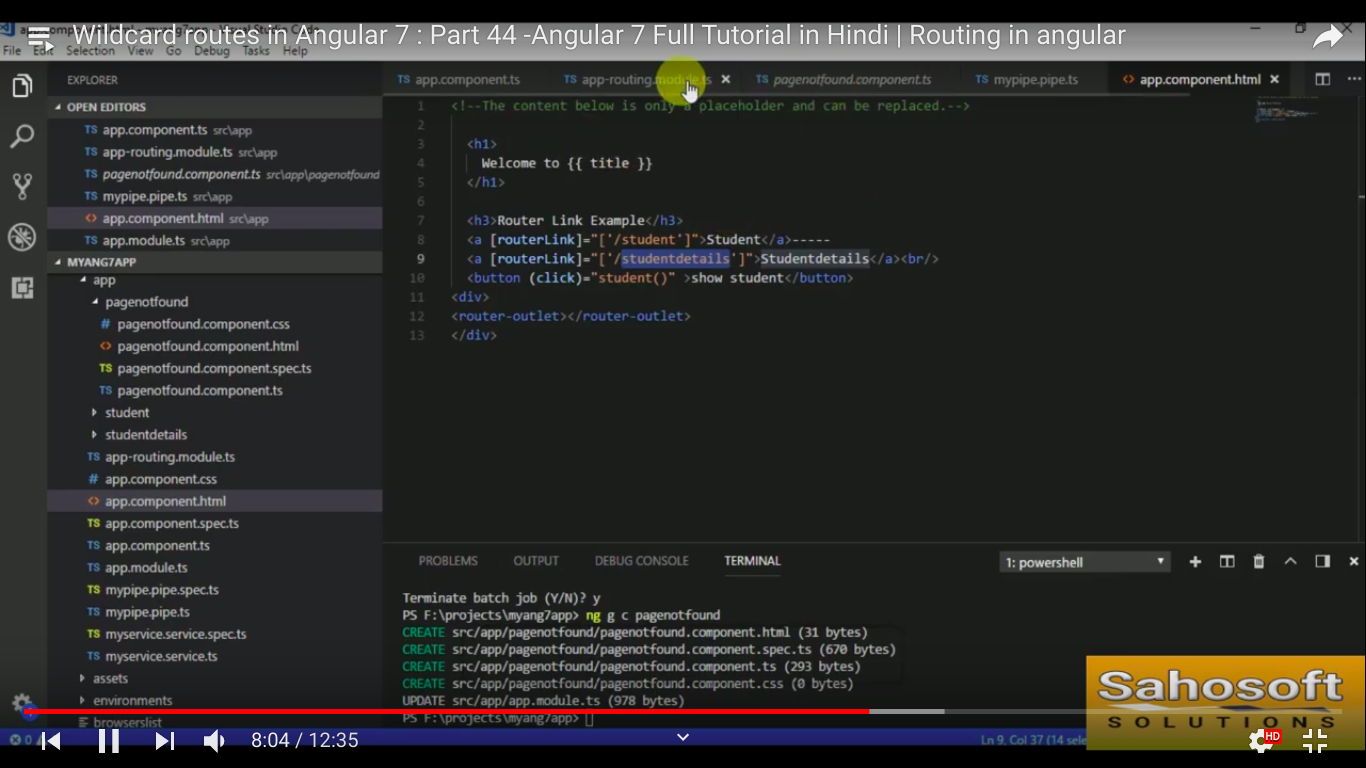 Wildcard routes in Angular 7 : Part 44 -Angular 7 Full Tutorial in Hindi | Routing in angular
File Edit Selection View Go Debug Tasks Help
EXPLORER
OPEN EDITORS
TS app.component.ts src\app
TS app-routing.module.ts src\app
TS pagenotfound.component.ts src\app\pagenotfound
TS mypipe.pipe.ts src\app
<> app.component.html src\app
TS app.module.ts src\app
MYANG7APP
app
pagenotfound
# pagenotfound.component.css
<> pagenotfound.component.html
TS pagenotfound.component.spec.ts
TS pagenotfound.component.ts
student
studentdetails
TS app-routing.module.ts
# app.component.css
<> app.component.html
TS app.component.spec.ts
TS app.component.ts
TS app.module.ts
TS mypipe.pipe.spec.ts
TS mypipe.pipe.ts
TS myservice.service.spec.ts
TS myservice.service.ts
assets
environments
browserslist
TS app.component.ts TS app-routing.module.ts TS pagenotfound.component.ts TS mypipe.pipe.ts <> app.component.html
1 <!--The content below is only a placeholder and can be replaced.-->
2
3 <h1>
4 Welcome to {{ title }}
5 </h1>
6
7 <h3>Router Link Example</h3>
8 <a [routerLink]="['/student']">Student</a>-----
9 <a [routerLink]="['/studentdetails']">Studentdetails</a><br/>
10 <button (click)="student()" >show student</button>
11 <div>
12 <router-outlet></router-outlet>
13 </div>
PROBLEMS OUTPUT DEBUG CONSOLE TERMINAL 1: powershell
Terminate batch job (Y/N)? y
PS F:\projects\myang7app> ng g c pagenotfound
CREATE src/app/pagenotfound/pagenotfound.component.html (31 bytes)
CREATE src/app/pagenotfound/pagenotfound.component.spec.ts (670 bytes)
CREATE src/app/pagenotfound/pagenotfound.component.ts (293 bytes)
CREATE src/app/pagenotfound/pagenotfound.component.css (0 bytes)
UPDATE src/app/app.module.ts (978 bytes)
PS F:\projects\myang7app>
Sahosoft
SOLUTIONS
0
8:04 / 12:35
Ln 9, Col 37 (14 sele
HD